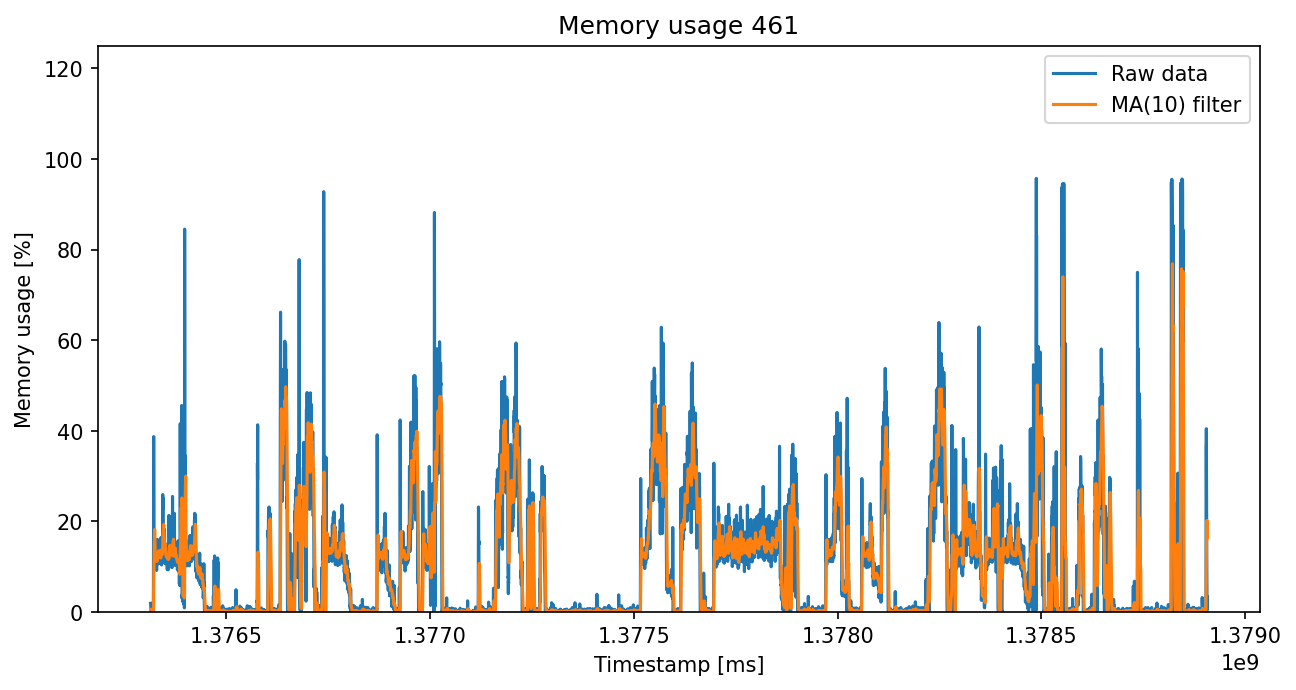 Memory usage 461
Raw data
MA(10) filter
Memory usage [%]
120
100
80
60
40
20
0
1.3765
1.3770
1.3775
1.3780
1.3785
1.3790
1e9
Timestamp [ms]